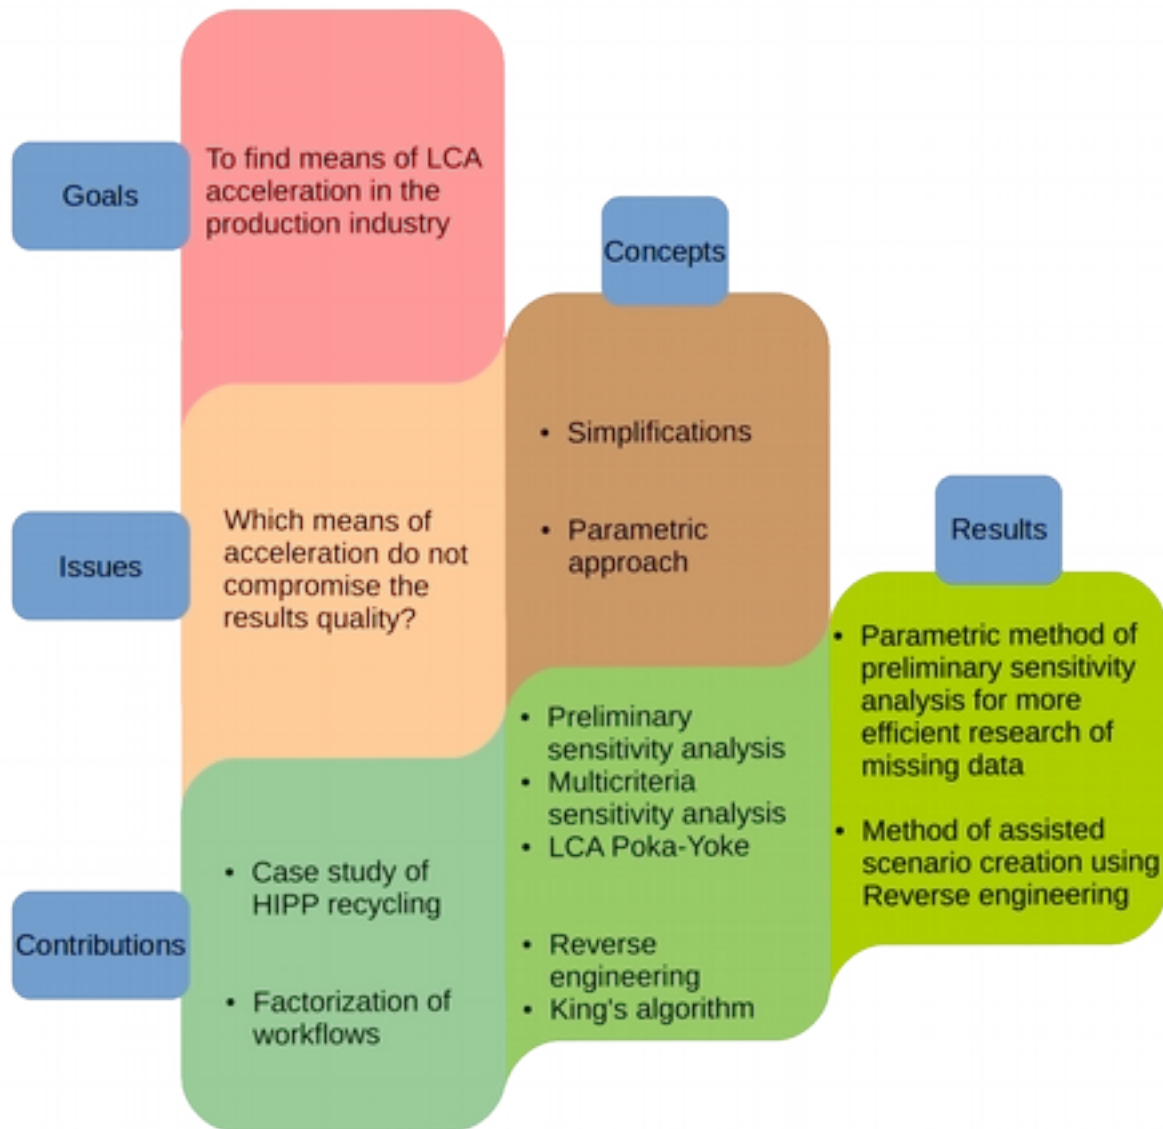 Goals
To find means of LCA
acceleration in the
production industry
Issues
Which means of
acceleration do not
compromise the
results quality?
Contributions
• Case study of
HIPP recycling
• Factorization of
workflows
Concepts
• Simplifications
• Parametric
approach
• Preliminary
sensitivity analysis
• Multicriteria
sensitivity analysis
• LCA Poka-Yoke
• Reverse
engineering
• King's algorithm
Results
• Parametric method of
preliminary sensitivity
analysis for more
efficient research of
missing data
• Method of assisted
scenario creation using
Reverse engineering